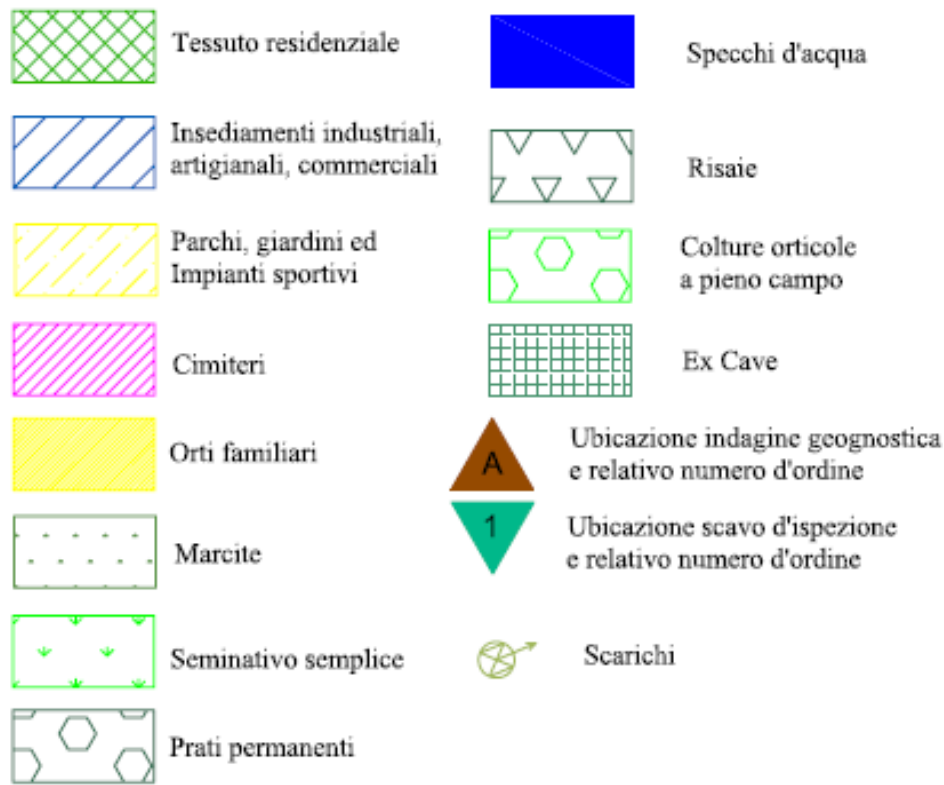 Tessuto residenziale
Insediamenti industriali,
artigianali, commerciali
Parchi, giardini ed
Impianti sportivi
Cimiteri
Orti familiari
Marcite
Seminativo semplice
Prati permanenti
Specchi d'acqua
Risaie
Colture orticole
a pieno campo
Ex Cave
A
Ubicazione indagine geognostica
e relativo numero d'ordine
1
Ubicazione scavo d'ispezione
e relativo numero d'ordine
Scarichi